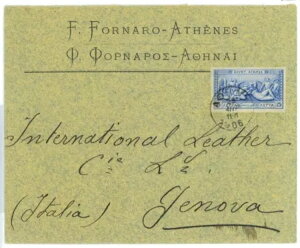 F. FORNARO-ATHÈNES
Φ. ΦΟΡΝΑΡΟΣ-ΑΘΗΝΑΙ
International Leather
Cie Ld.
(Italia) Genova